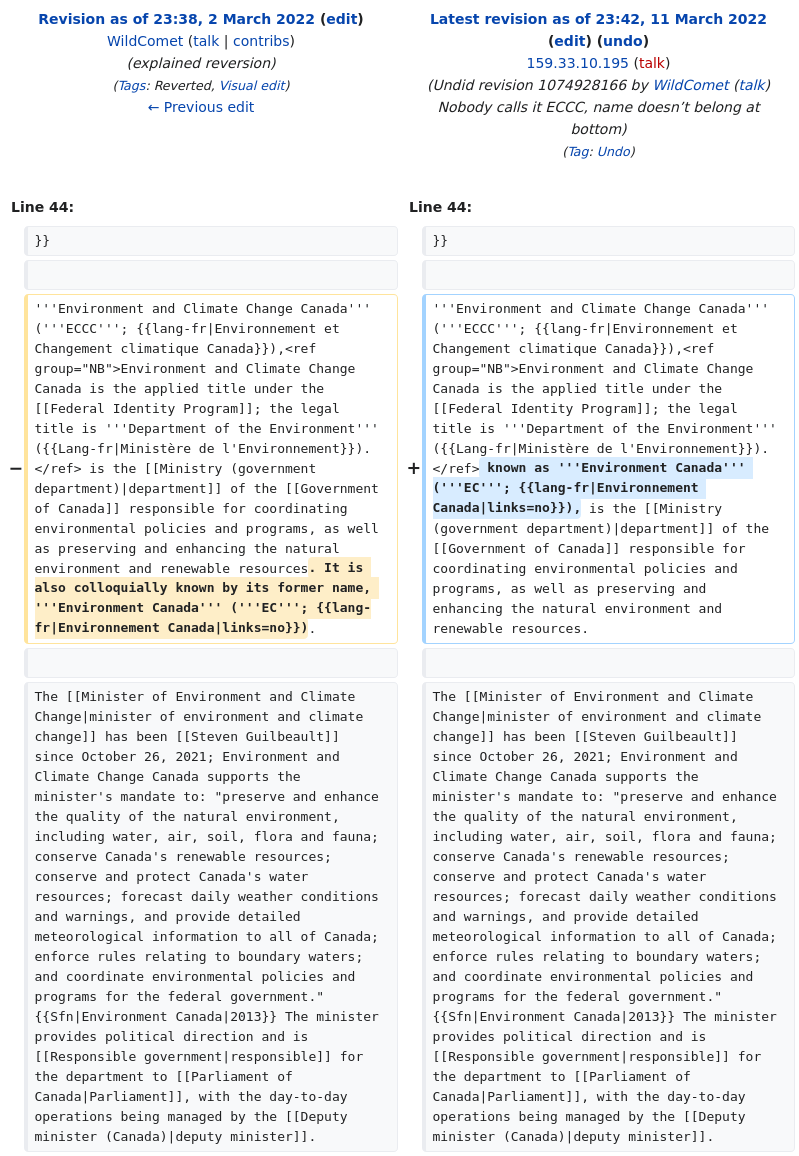 Revision as of 23:38, 2 March 2022 (edit)
WildComet (talk | contribs)
(explained reversion)
(Tags: Reverted, Visual edit)
← Previous edit
Latest revision as of 23:42, 11 March 2022
(edit) (undo)
159.33.10.195 (talk)
(Undid revision 1074928166 by WildComet (talk)
Nobody calls it ECCC, name doesn’t belong at
bottom)
(Tag: Undo)
Line 44:
Line 44:
}}
}}
−
'''Environment and Climate Change Canada'''
('''ECCC'''; {{lang-fr|Environnement et
Changement climatique Canada}}),<ref
group="NB">Environment and Climate Change
Canada is the applied title under the
[[Federal Identity Program]]; the legal
title is '''Department of the Environment'''
({{Lang-fr|Ministère de l'Environnement}}).
</ref> is the [[Ministry (government
department)|department]] of the [[Government
of Canada]] responsible for coordinating
environmental policies and programs, as well
as preserving and enhancing the natural
environment and renewable resources. It is
also colloquially known by its former name,
'''Environment Canada''' ('''EC'''; {{lang-
fr|Environnement Canada|links=no}}).
+
'''Environment and Climate Change Canada'''
('''ECCC'''; {{lang-fr|Environnement et
Changement climatique Canada}}),<ref
group="NB">Environment and Climate Change
Canada is the applied title under the
[[Federal Identity Program]]; the legal
title is '''Department of the Environment'''
({{Lang-fr|Ministère de l'Environnement}}).
</ref> known as '''Environment Canada'''
('''EC'''; {{lang-fr|Environnement
Canada|links=no}}), is the [[Ministry
(government department)|department]] of the
[[Government of Canada]] responsible for
coordinating environmental policies and
programs, as well as preserving and
enhancing the natural environment and
renewable resources.
The [[Minister of Environment and Climate
Change|minister of environment and climate
change]] has been [[Steven Guilbeault]]
since October 26, 2021; Environment and
Climate Change Canada supports the
minister's mandate to: "preserve and enhance
the quality of the natural environment,
including water, air, soil, flora and fauna;
conserve Canada's renewable resources;
conserve and protect Canada's water
resources; forecast daily weather conditions
and warnings, and provide detailed
meteorological information to all of Canada;
enforce rules relating to boundary waters;
and coordinate environmental policies and
programs for the federal government."
{{Sfn|Environment Canada|2013}} The minister
provides political direction and is
[[Responsible government|responsible]] for
the department to [[Parliament of
Canada|Parliament]], with the day-to-day
operations being managed by the [[Deputy
minister (Canada)|deputy minister]].
The [[Minister of Environment and Climate
Change|minister of environment and climate
change]] has been [[Steven Guilbeault]]
since October 26, 2021; Environment and
Climate Change Canada supports the
minister's mandate to: "preserve and enhance
the quality of the natural environment,
including water, air, soil, flora and fauna;
conserve Canada's renewable resources;
conserve and protect Canada's water
resources; forecast daily weather conditions
and warnings, and provide detailed
meteorological information to all of Canada;
enforce rules relating to boundary waters;
and coordinate environmental policies and
programs for the federal government."
{{Sfn|Environment Canada|2013}} The minister
provides political direction and is
[[Responsible government|responsible]] for
the department to [[Parliament of
Canada|Parliament]], with the day-to-day
operations being managed by the [[Deputy
minister (Canada)|deputy minister]].